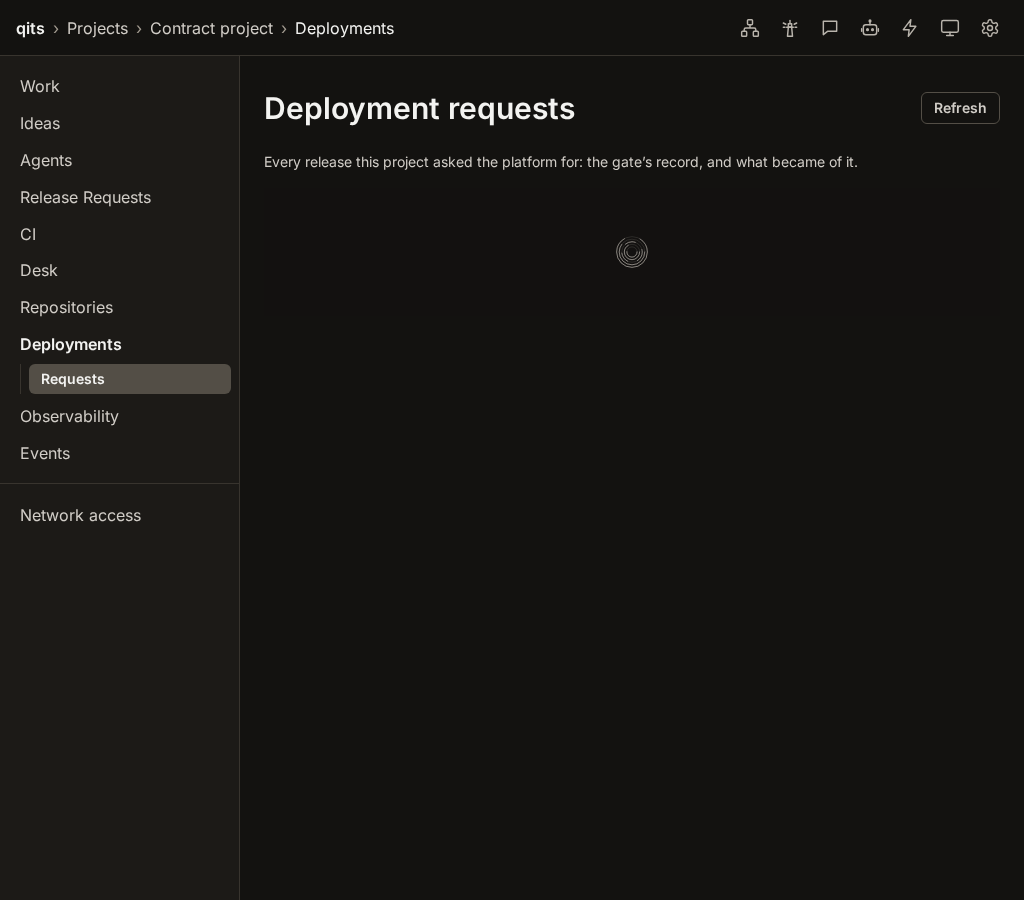 qits › Projects › Contract project › Deployments
Work
Ideas
Agents
Release Requests
CI
Desk
Repositories
Deployments
Requests
Observability
Events
Network access
Deployment requests
Refresh
Every release this project asked the platform for: the gate’s record, and what became of it.